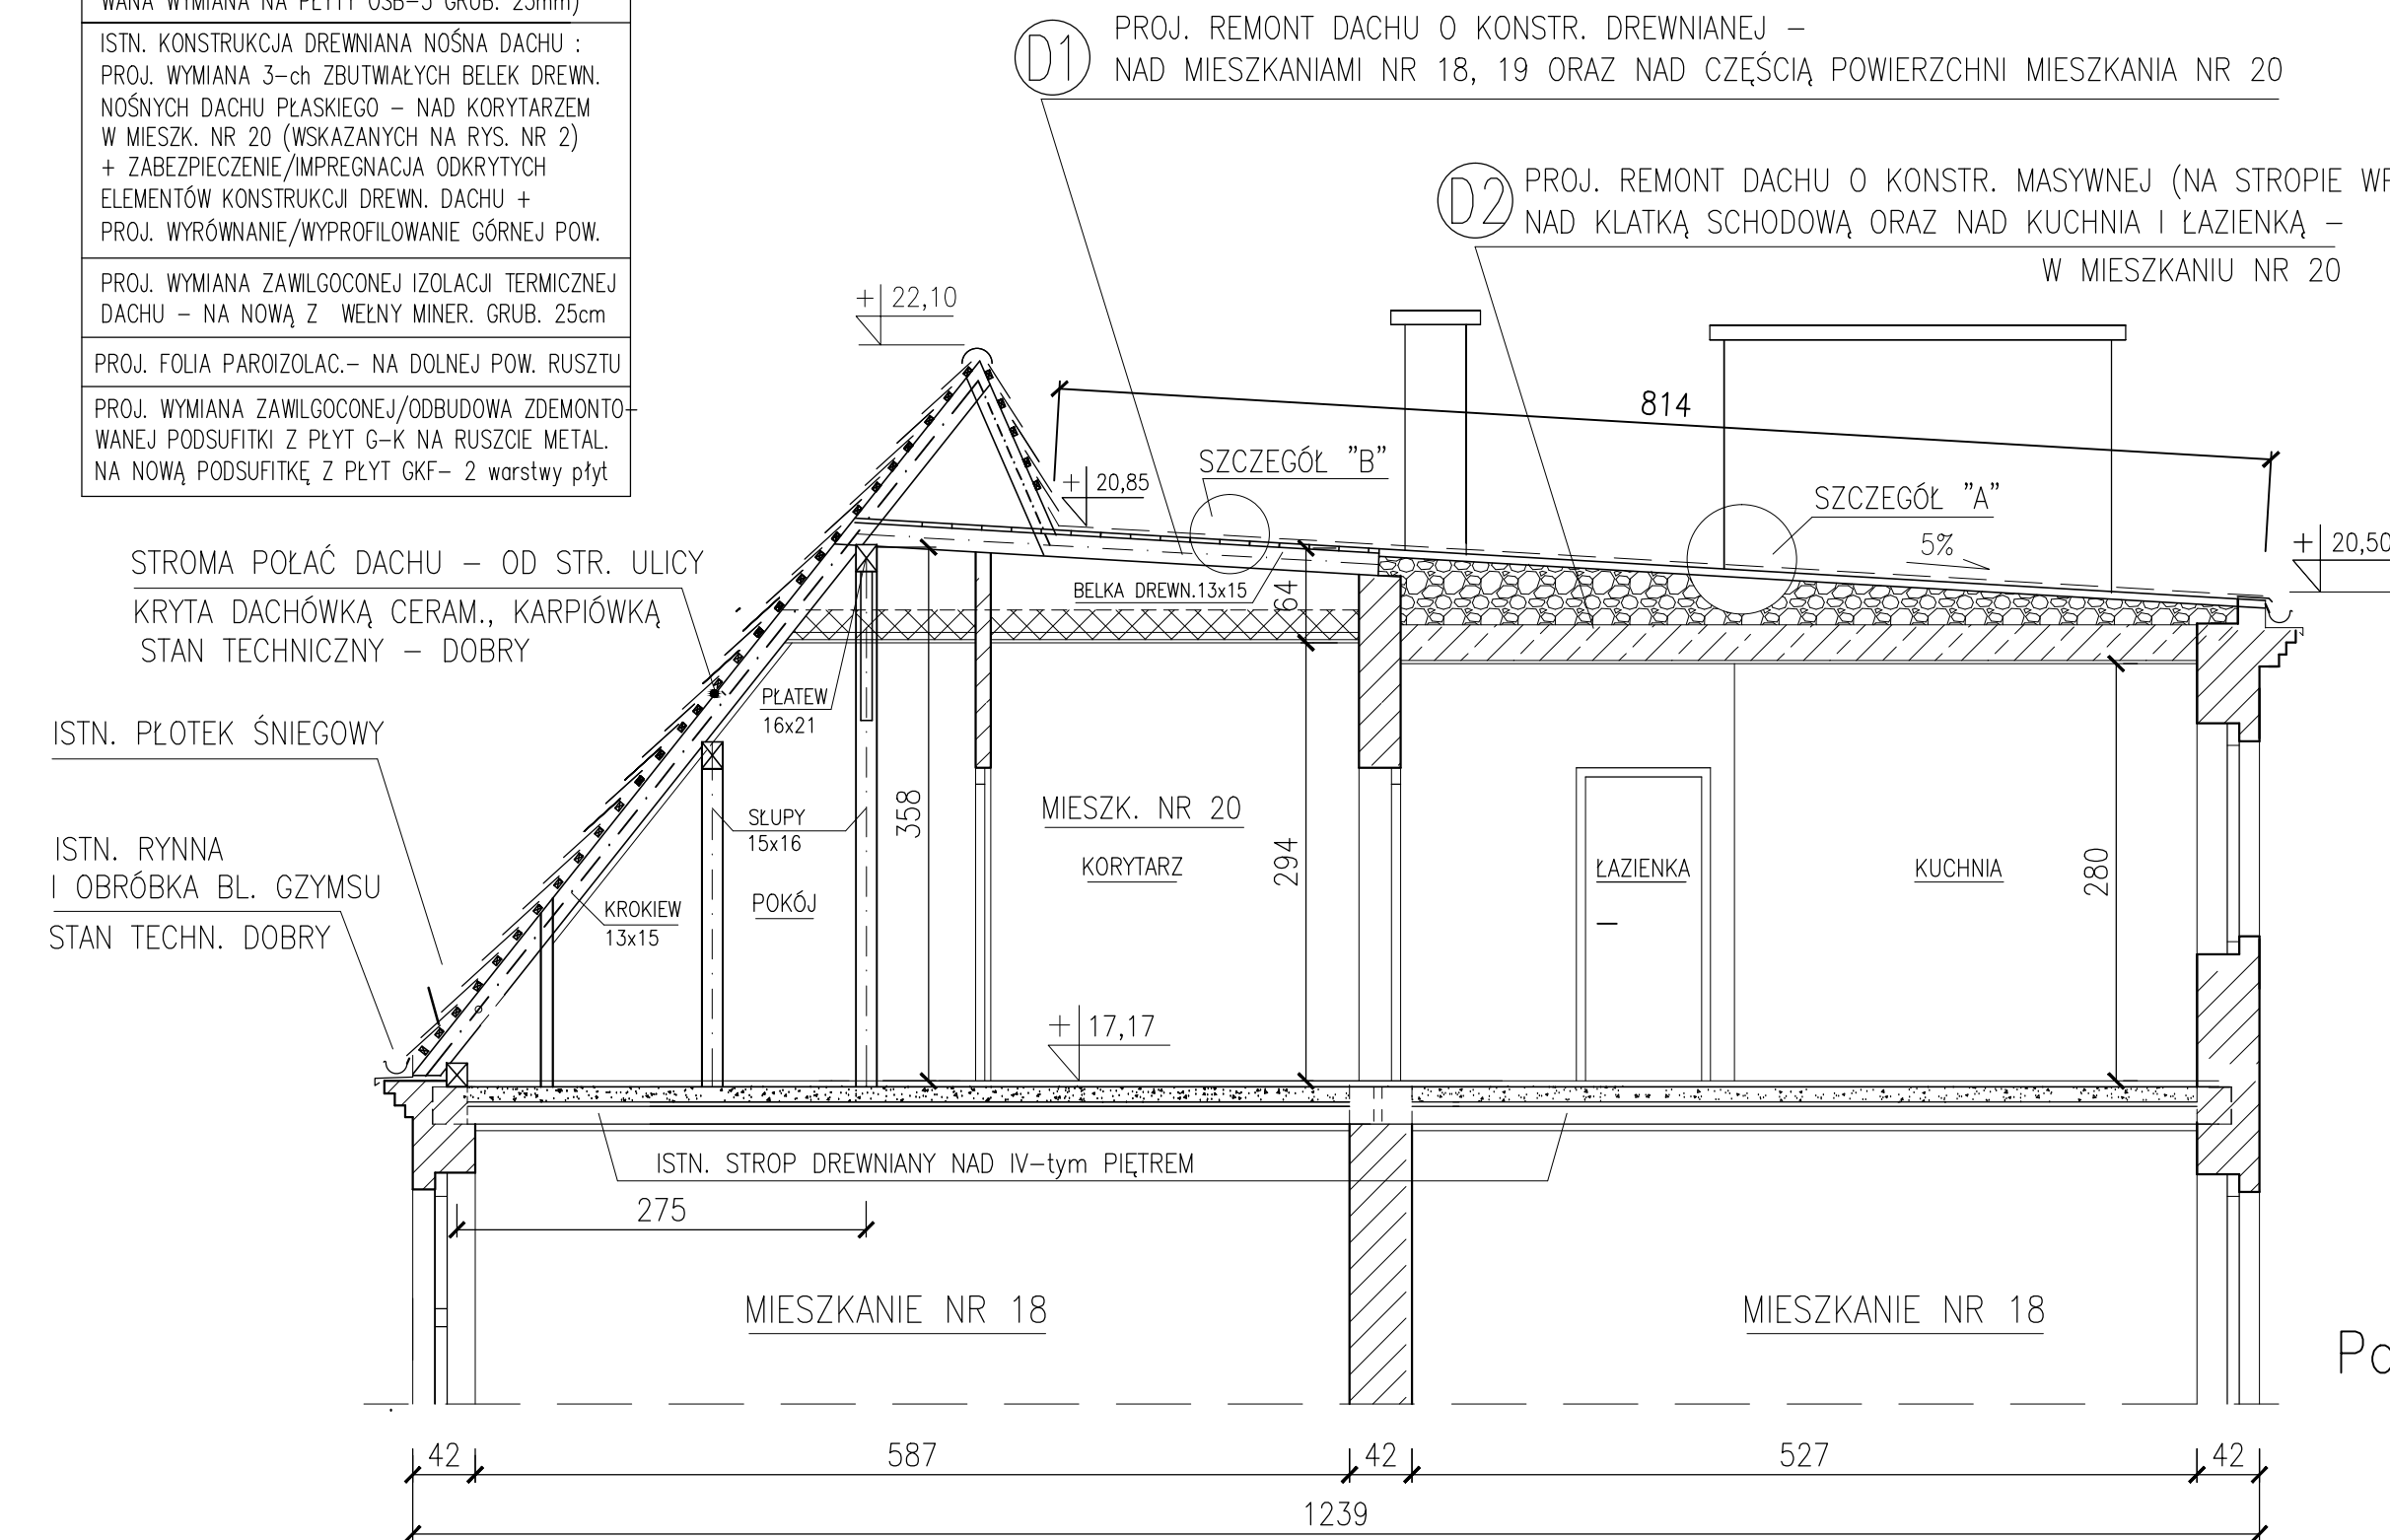 WANA WYMIANA NA PŁYTY OSB-3 GRUB. 25mm)
ISTN. KONSTRUKCJA DREWNIANA NOŚNA DACHU :
PROJ. WYMIANA 3-ch ZBUTWIAŁYCH BELEK DREWN.
NOŚNYCH DACHU PŁASKIEGO – NAD KORYTARZEM
W MIESZK. NR 20 (WSKAZANYCH NA RYS. NR 2)
+ ZABEZPIECZENIE/IMPREGNACJA ODKRYTYCH
ELEMENTÓW KONSTRUKCJI DREWN. DACHU +
PROJ. WYRÓWNANIE/WYPROFILOWANIE GÓRNEJ POW.
PROJ. WYMIANA ZAWILGOCONEJ IZOLACJI TERMICZNEJ
DACHU – NA NOWĄ Z WEŁNY MINER. GRUB. 25cm
PROJ. FOLIA PAROIZOLAC.– NA DOLNEJ POW. RUSZTU
PROJ. WYMIANA ZAWILGOCONEJ/ODBUDOWA ZDEMONTO-
WANEJ PODSUFITKI Z PŁYT G-K NA RUSZCIE METAL.
NA NOWĄ PODSUFITKĘ Z PŁYT GKF– 2 warstwy płyt
D1
PROJ. REMONT DACHU O KONSTR. DREWNIANEJ –
NAD MIESZKANIAMI NR 18, 19 ORAZ NAD CZĘŚCIĄ POWIERZCHNI MIESZKANIA NR 20
D2
PROJ. REMONT DACHU O KONSTR. MASYWNEJ (NA STROPIE
NAD KLATKĄ SCHODOWĄ ORAZ NAD KUCHNIA I ŁAZIENKĄ –
W MIESZKANIU NR 20
+ 22,10
814
SZCZEGÓŁ "B"
+ 20,85
SZCZEGÓŁ "A"
5%
+ 20,50
STROMA POŁAĆ DACHU – OD STR. ULICY
KRYTA DACHÓWKĄ CERAM., KARPIÓWKĄ
STAN TECHNICZNY – DOBRY
BELKA DREWN.13x15
64
PŁATEW
16x21
ISTN. PŁOTEK ŚNIEGOWY
SŁUPY
15x16
358
MIESZK. NR 20
KORYTARZ
294
ŁAZIENKA
KUCHNIA
280
ISTN. RYNNA
I OBRÓBKA BL. GZYMSU
STAN TECHN. DOBRY
POKÓJ
KROKIEW
13x15
+ 17,17
ISTN. STROP DREWNIANY NAD IV-tym PIĘTREM
275
MIESZKANIE NR 18
MIESZKANIE NR 18
42
587
42
527
42
1239